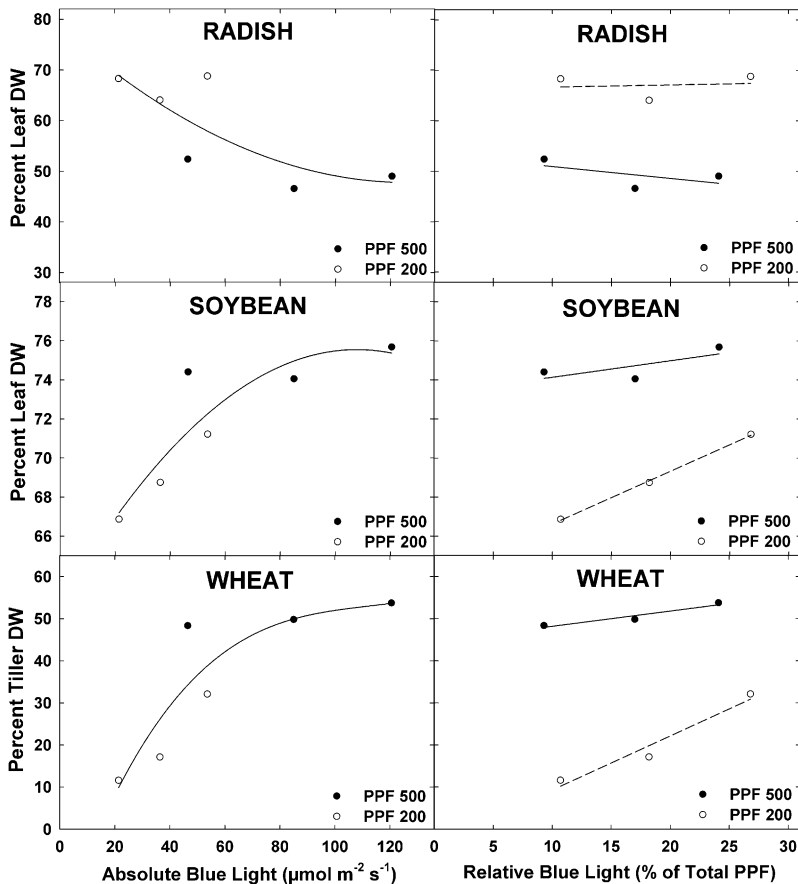 RADISH
RADISH
80
70
60
50
40
30
Percent Leaf DW
PPF 500
PPF 200
PPF 500
PPF 200
SOYBEAN
SOYBEAN
78
76
74
72
70
68
66
Percent Leaf DW
PPF 500
PPF 200
PPF 500
PPF 200
WHEAT
WHEAT
60
50
40
30
20
10
0
Percent Tiller DW
PPF 500
PPF 200
PPF 500
PPF 200
0 20 40 60 80 100 120
0 5 10 15 20 25 30
Absolute Blue Light (µmol m⁻² s⁻¹)
Relative Blue Light (% of Total PPF)